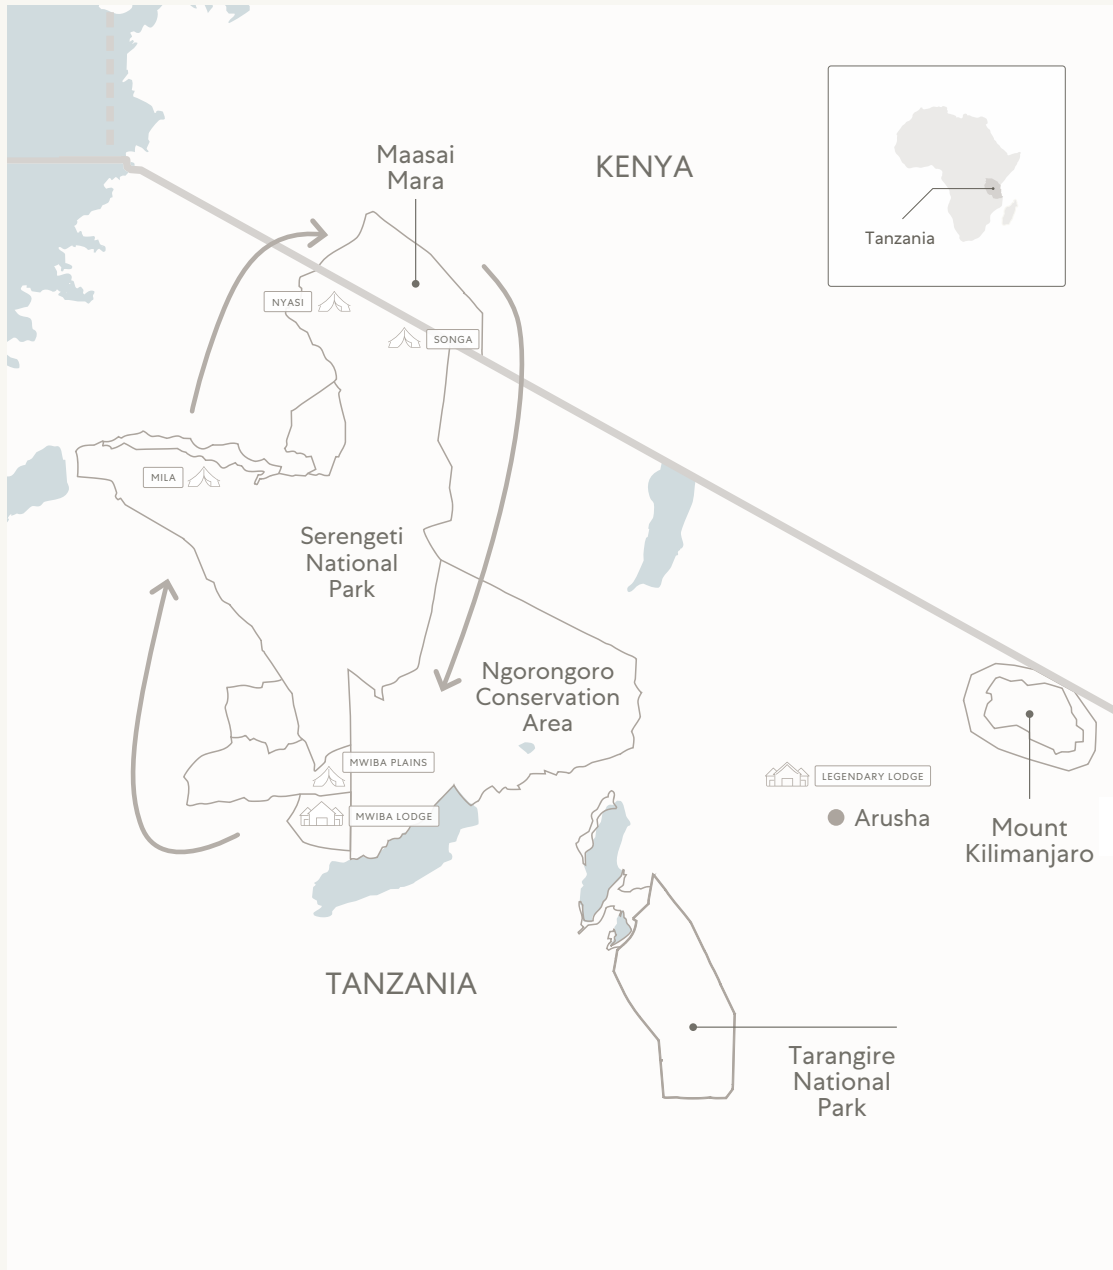 Maasai
Mara
KENYA
Tanzania
NYASI
SONGA
MILA
Serengeti
National
Park
Ngorongoro
Conservation
Area
MWIBA PLAINS
MWIBA LODGE
LEGENDARY LODGE
Arusha
Mount
Kilimanjaro
TANZANIA
Tarangire
National
Park